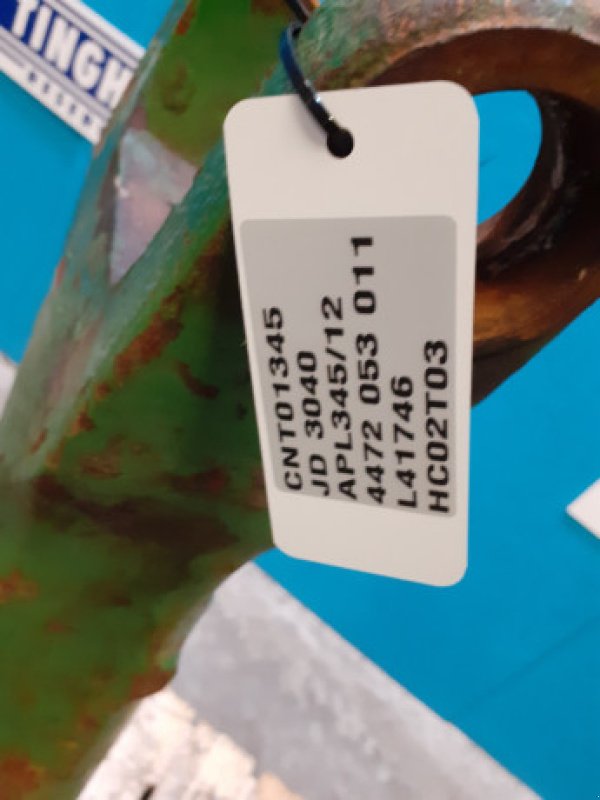 TINGH
CNT01345
JD 3040
APL345/12
4472 053 011
L41746
HC02T03